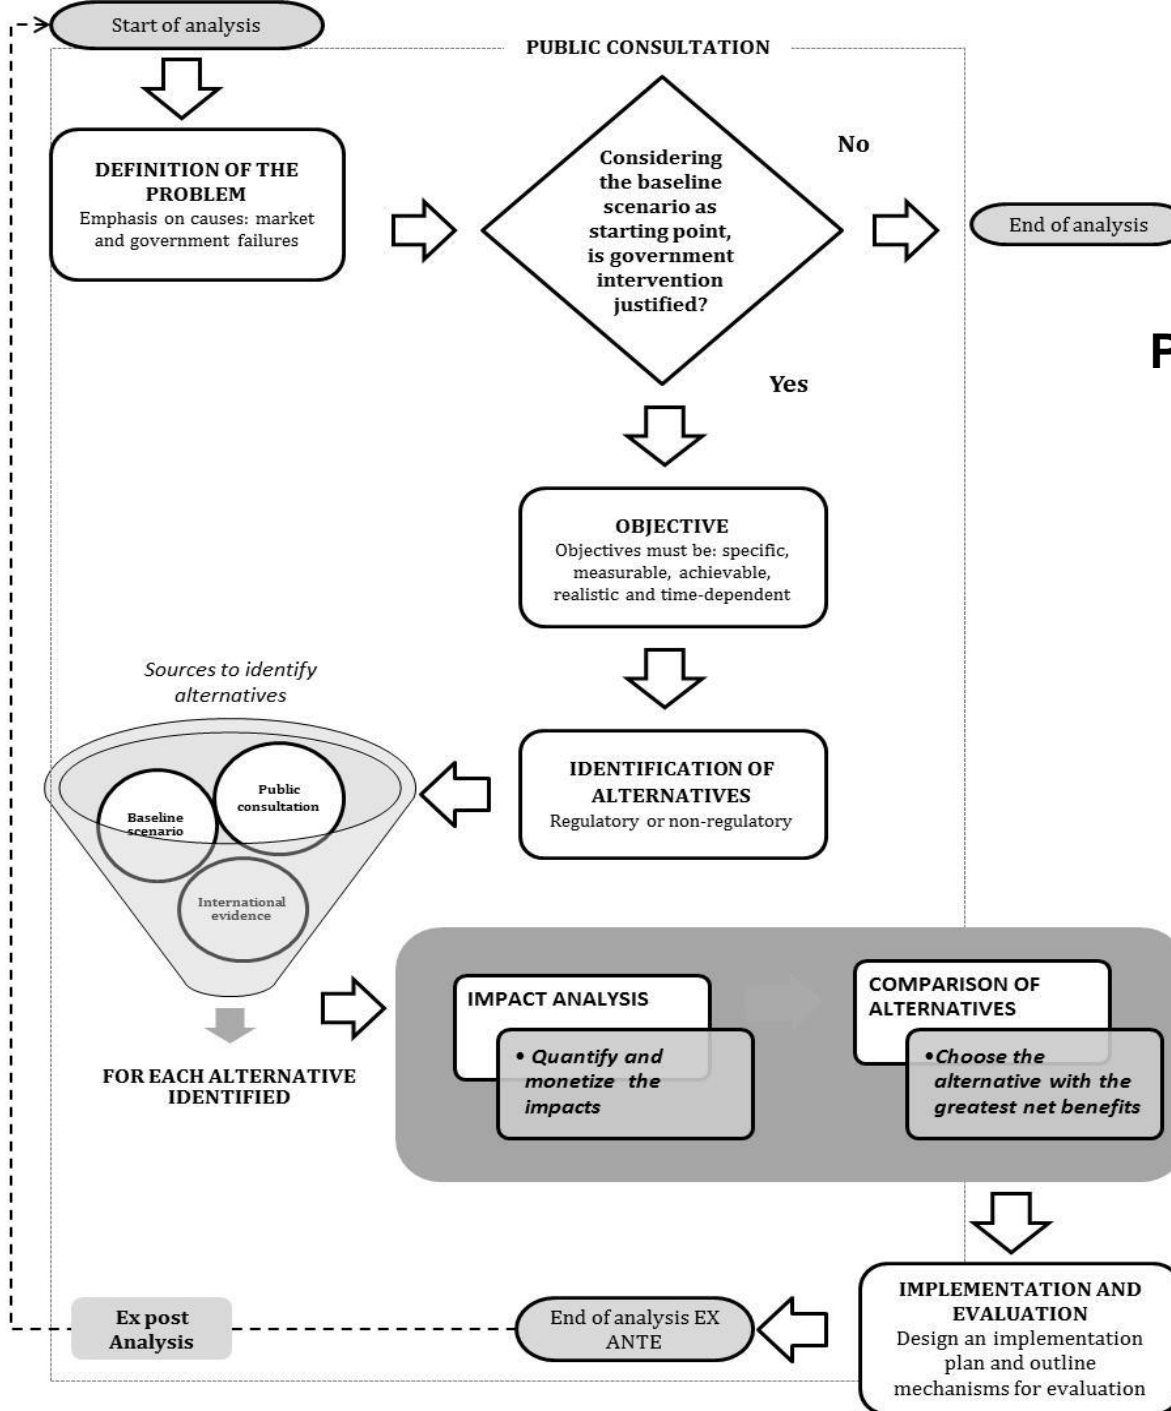 Start of analysis
PUBLIC CONSULTATION
DEFINITION OF THE
PROBLEM
Emphasis on causes: market
and government failures
Considering
the baseline
scenario as
starting point,
is government
intervention
justified?
No
End of analysis
P
Yes
OBJECTIVE
Objectives must be: specific,
measurable, achievable,
realistic and time-dependent
Sources to identify
alternatives
IDENTIFICATION OF
ALTERNATIVES
Regulatory or non-regulatory
Public
consultation
Baseline
scenario
International
evidence
FOR EACH ALTERNATIVE
IDENTIFIED
IMPACT ANALYSIS
• Quantify and
monetize the
impacts
COMPARISON OF
ALTERNATIVES
•Choose the
alternative with the
greatest net benefits
IMPLEMENTATION AND
EVALUATION
Design an implementation
plan and outline
mechanisms for evaluation
End of analysis EX
ANTE
Ex post
Analysis